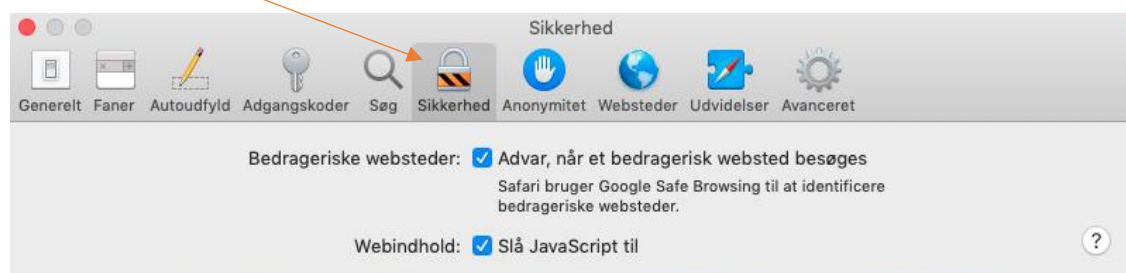 Sikkerhed
Generelt Faner Autoudfyld Adgangskoder Søg Sikkerhed Anonymitet Websteder Udvidelser Avanceret
Bedrageriske websteder: Advar, når et bedragerisk websted besøges
Safari bruger Google Safe Browsing til at identificere
bedrageriske websteder.
Webindhold: Slå JavaScript til
?